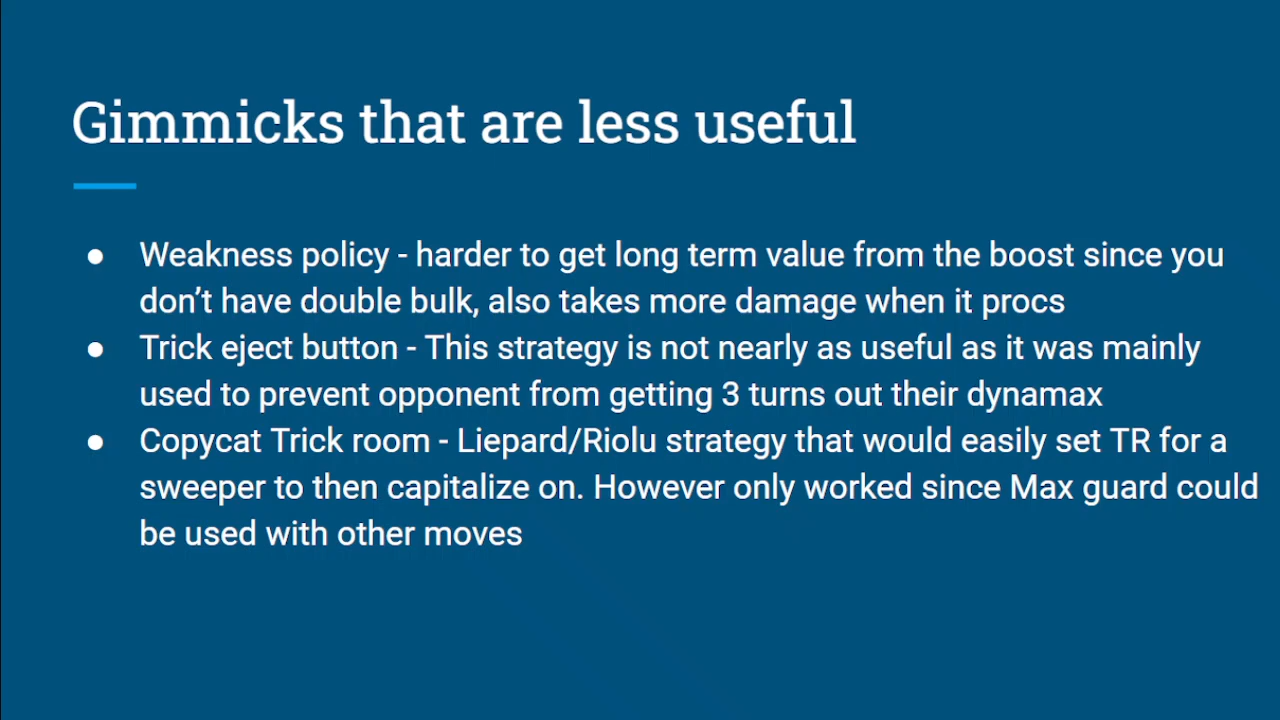 Gimmicks that are less useful
● Weakness policy - harder to get long term value from the boost since you
don’t have double bulk, also takes more damage when it procs
● Trick eject button - This strategy is not nearly as useful as it was mainly
used to prevent opponent from getting 3 turns out their dynamax
● Copycat Trick room - Liepard/Riolu strategy that would easily set TR for a
sweeper to then capitalize on. However only worked since Max guard could
be used with other moves